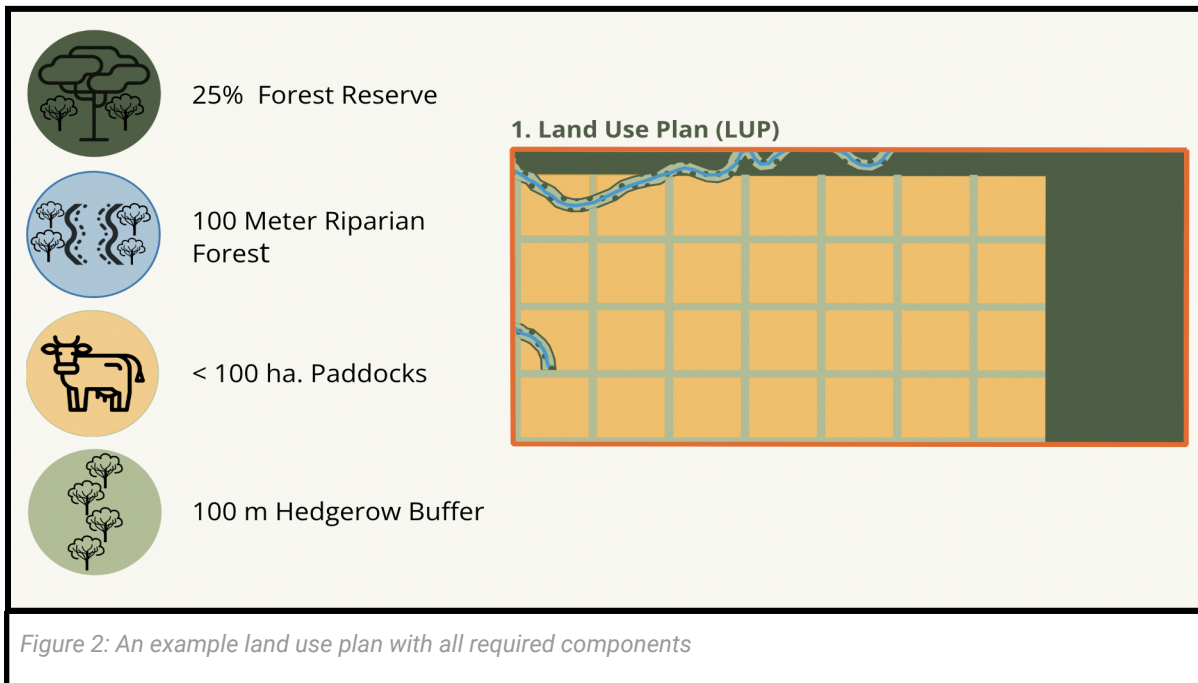 25% Forest Reserve
100 Meter Riparian
Forest
< 100 ha. Paddocks
100 m Hedgerow Buffer
1. Land Use Plan (LUP)
Figure 2: An example land use plan with all required components